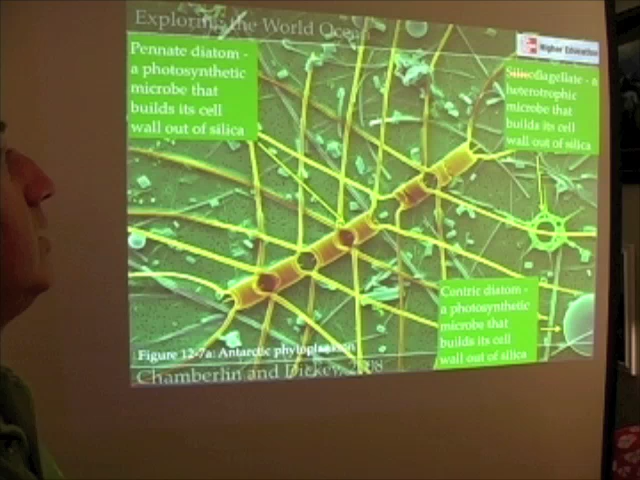 Exploring the World Ocean
Higher Education
Pennate diatom -
a photosynthetic
microbe that
builds its cell
wall out of silica
Silicoflagellate - a
heterotrophic
microbe that
builds its cell
wall out of silica
Centric diatom -
a photosynthetic
microbe that
builds its cell
wall out of silica
Figure 12-7a: Antarctic phytoplankton
Chamberlin and Dickey, 2008